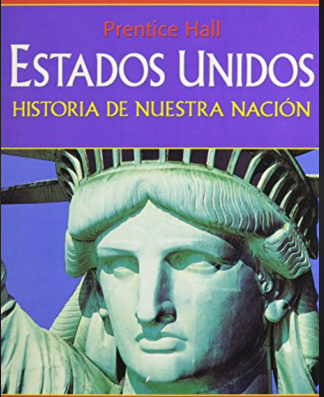 Prentice Hall
ESTADOS UNIDOS
HISTORIA DE NUESTRA NACIÓN